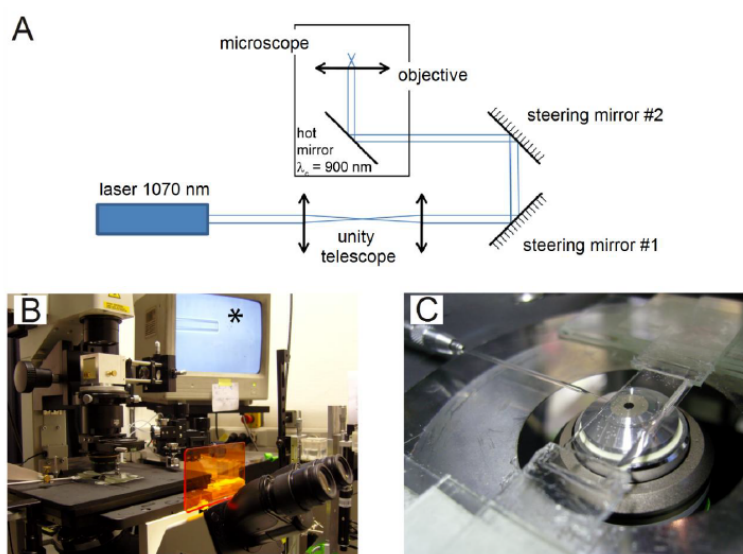 A
microscope
objective
steering mirror #2
hot
mirror
λc = 900 nm
laser 1070 nm
unity
telescope
steering mirror #1
B
*
C